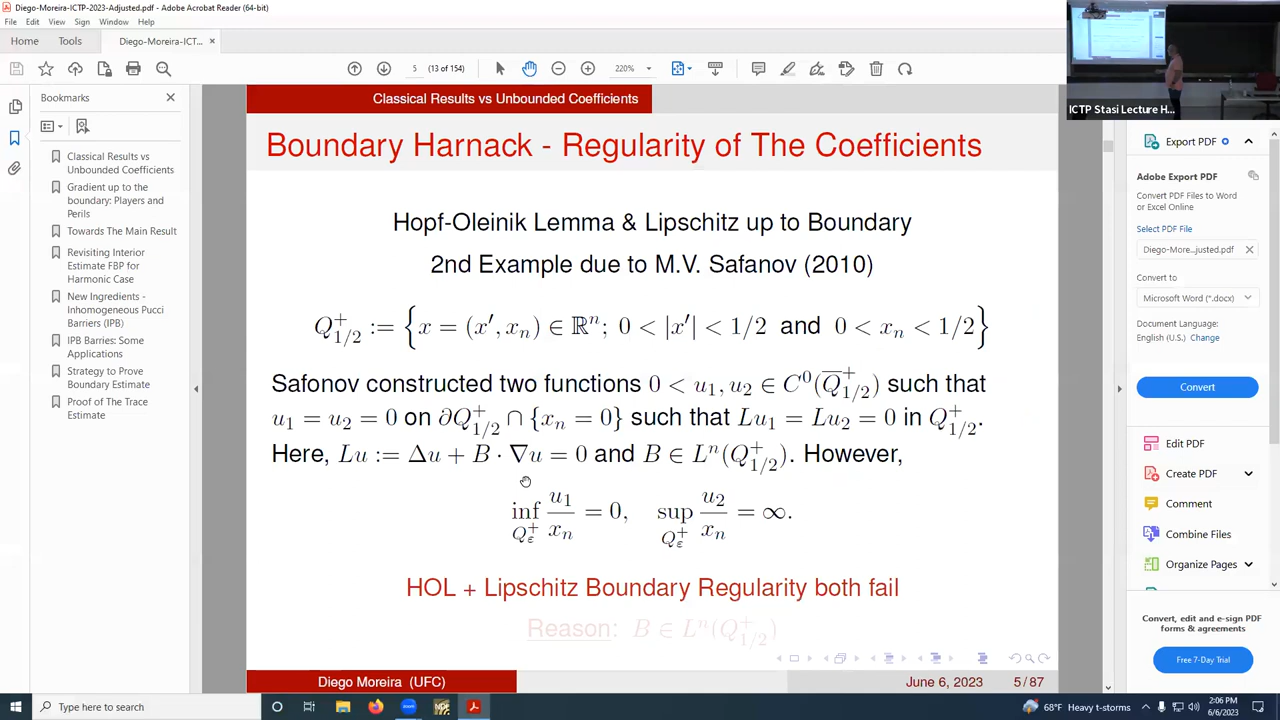 Diego-Moreira-ICTP-2023-Adjusted.pdf - Adobe Acrobat Reader (64-bit)
File Edit View Sign Window Help
Home Tools Diego-Moreira-ICT... ×
5 (13 of 154) 220%
Bookmarks
Classical Results vs
Unbounded Coefficients
Gradient up to the
boundary: Players and
Perils
Towards The Main Result
Revisiting Interior
Estimate FBP for
Harmonic Case
New Ingredients -
Inhomogeneous Pucci
Barriers (IPB)
IPB Barries: Some
Applications
Strategy to Prove
Boundary Estimate
Proof of The Trace
Estimate
Classical Results vs Unbounded Coefficients
Boundary Harnack - Regularity of The Coefficients
Hopf-Oleinik Lemma & Lipschitz up to Boundary
2nd Example due to M.V. Safanov (2010)
Q⁺_{1/2} := { x = (x′, x_n) ∈ ℝⁿ; 0 < |x′| < 1/2 and 0 < x_n < 1/2 }
Safonov constructed two functions 0 < u₁, u₂ ∈ C⁰(Q̅⁺_{1/2}) such that
u₁ = u₂ = 0 on ∂Q⁺_{1/2} ∩ {x_n = 0} such that Lu₁ = Lu₂ = 0 in Q⁺_{1/2}.
Here, Lu := Δu + B · ∇u = 0 and B ∈ Lⁿ(Q⁺_{1/2}). However,
inf_{Q⁺_ε} u₁/x_n = 0, sup_{Q⁺_ε} u₂/x_n = ∞.
HOL + Lipschitz Boundary Regularity both fail
Reason: B ∈ Lⁿ(Q⁺_{1/2})
Diego Moreira (UFC) June 6, 2023 5 / 87
ICTP Stasi Lecture H...
Export PDF
Adobe Export PDF
Convert PDF Files to Word
or Excel Online
Select PDF File
Diego-More...justed.pdf ×
Convert to
Microsoft Word (*.docx)
Document Language:
English (U.S.) Change
Convert
Edit PDF
Create PDF
Comment
Combine Files
Organize Pages
Convert, edit and e-sign PDF
forms & agreements
Free 7-Day Trial
Type here to search
68°F Heavy t-storms
2:06 PM
6/6/2023